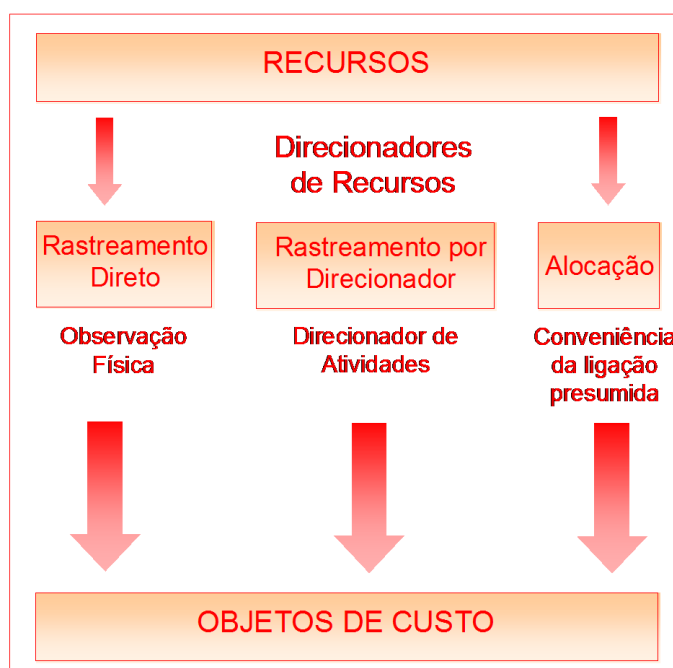 RECURSOS
Direcionadores
de Recursos
Rastreamento
Direto
Rastreamento por
Direcionador
Alocação
Observação
Física
Direcionador de
Atividades
Conveniência
da ligação
presumida
OBJETOS DE CUSTO